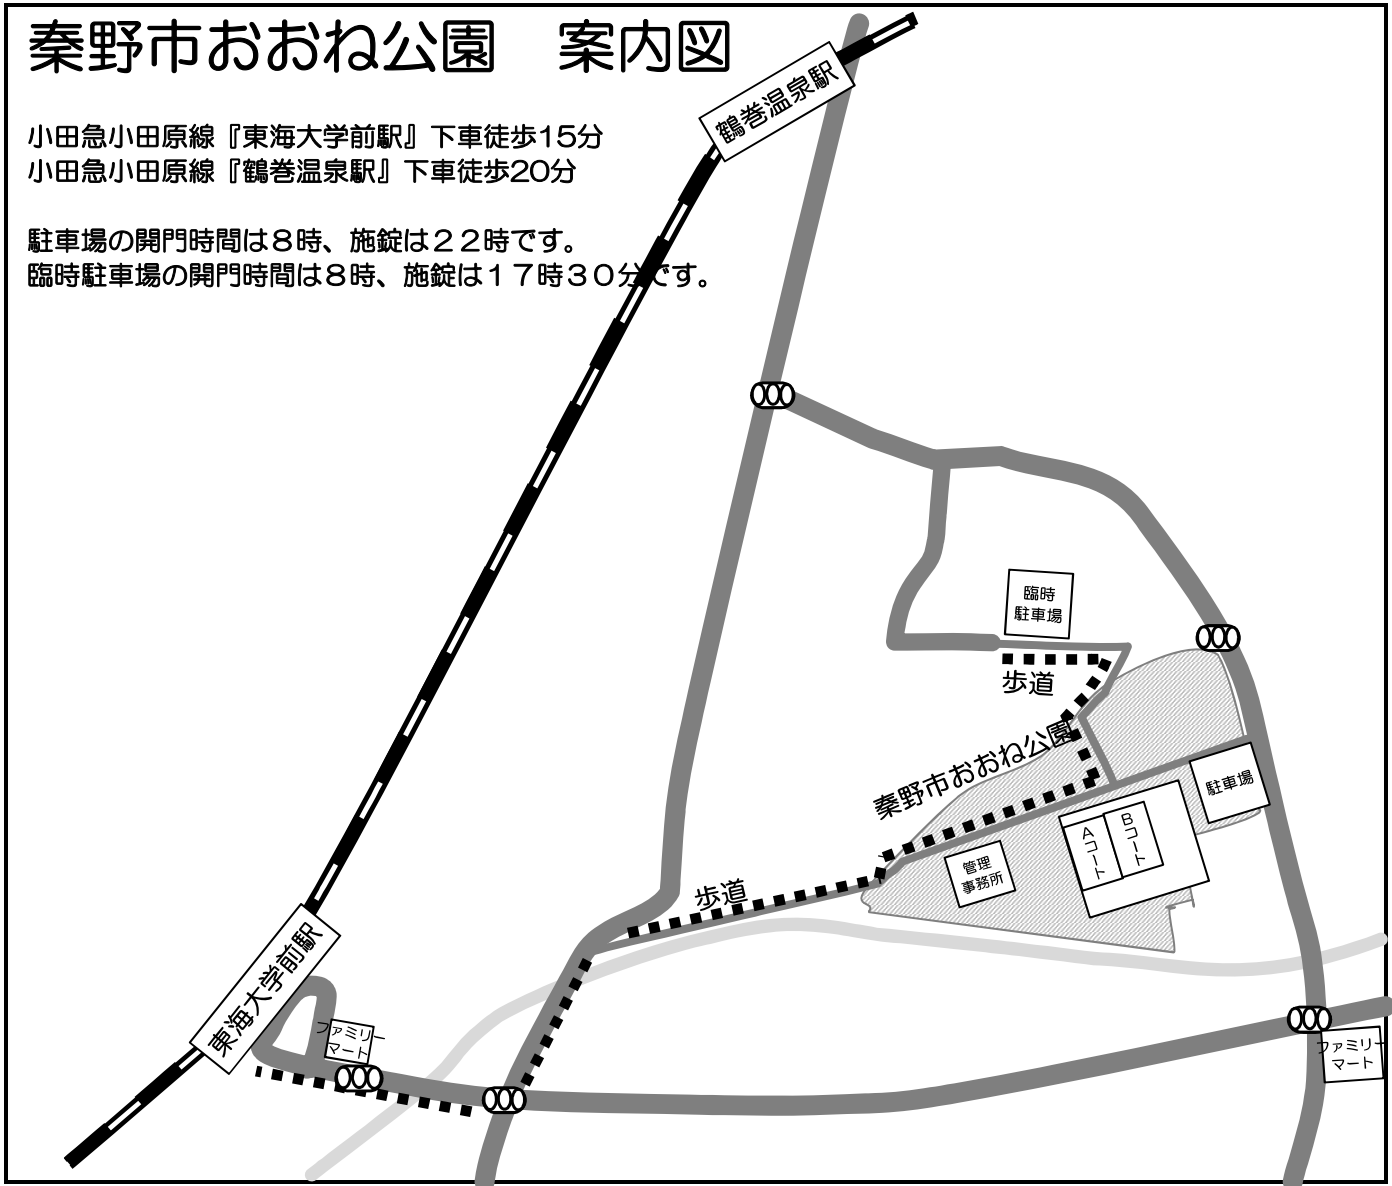 秦野市おおね公園　案内図
小田急小田原線『東海大学前駅』下車徒歩15分
小田急小田原線『鶴巻温泉駅』下車徒歩20分
駐車場の開門時間は８時、施錠は２２時です。
臨時駐車場の開門時間は８時、施錠は１７時３０分です。
鶴巻温泉駅
臨時
駐車場
歩道
秦野市おおね公園
駐車場
Aコート
Bコート
管理
事務所
歩道
東海大学前駅
ファミリー
マート
ファミリー
マート